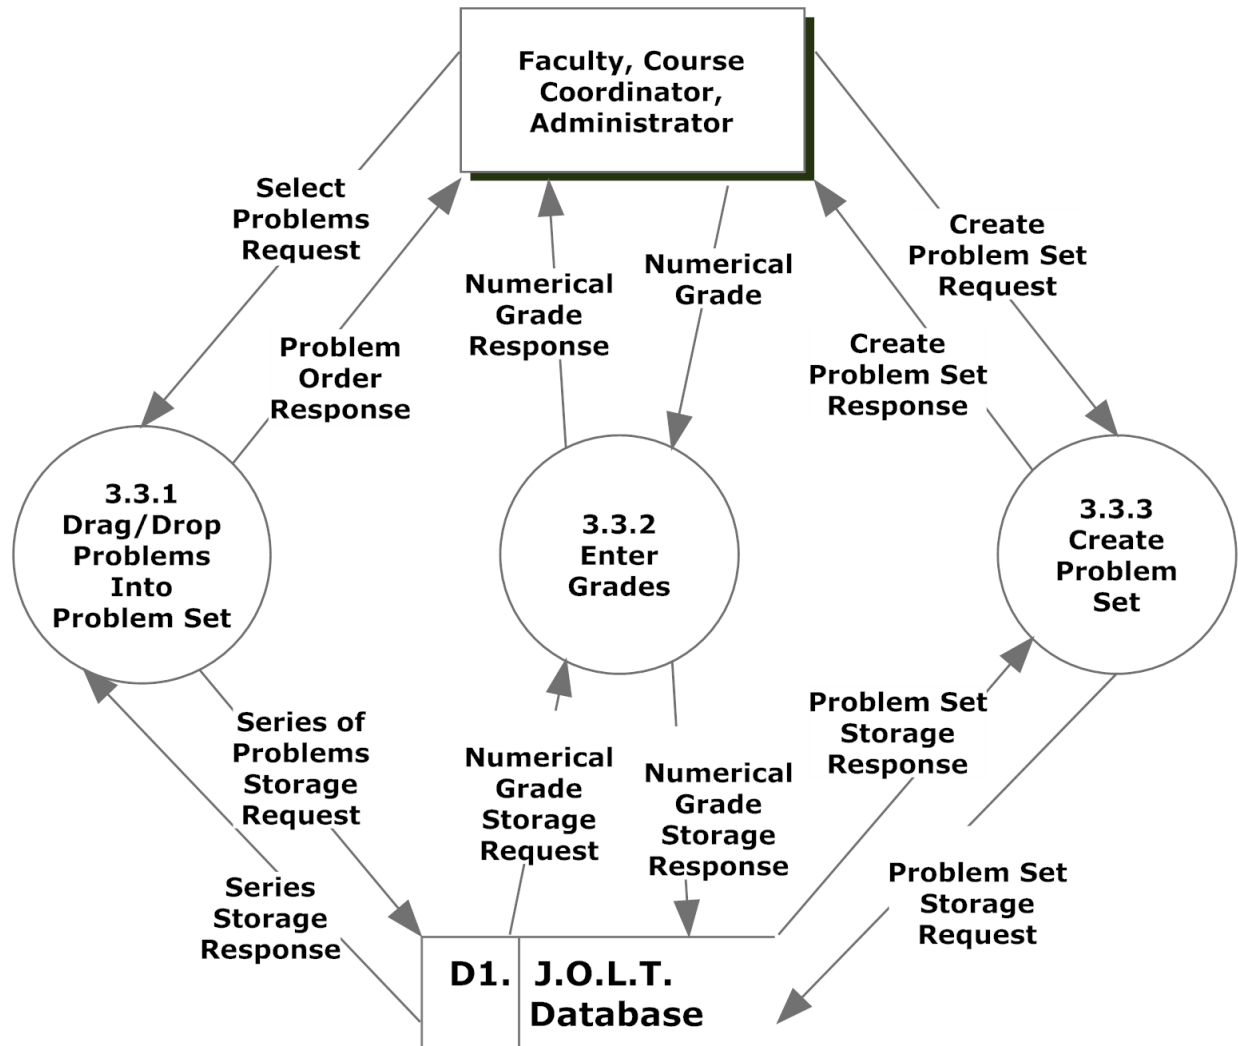 Faculty, Course
Coordinator,
Administrator
Select
Problems
Request
Problem
Order
Response
Numerical
Grade
Response
Numerical
Grade
Create
Problem Set
Response
Create
Problem Set
Request
3.3.1
Drag/Drop
Problems
Into
Problem Set
3.3.2
Enter
Grades
3.3.3
Create
Problem
Set
Series of
Problems
Storage
Request
Series
Storage
Response
Numerical
Grade
Storage
Request
Numerical
Grade
Storage
Response
Problem Set
Storage
Response
Problem Set
Storage
Request
D1. J.O.L.T.
Database